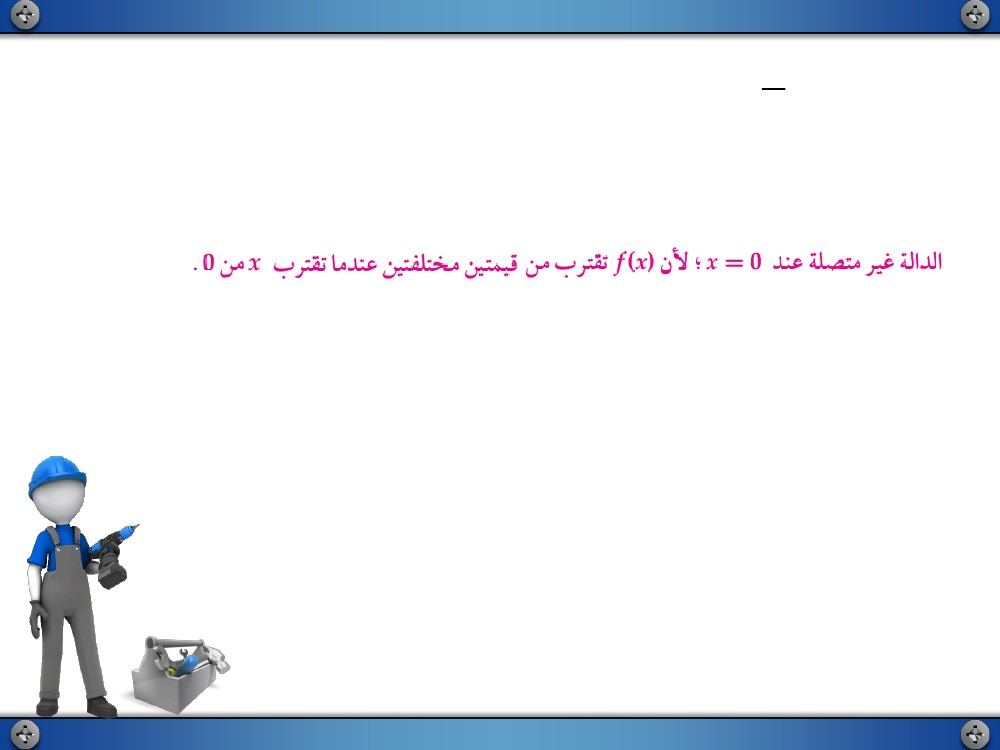 الدالة غير متصلة عند x = 0 ؛ لأن f(x) تقترب من قيمتين مختلفتين عندما تقترب x من 0 .